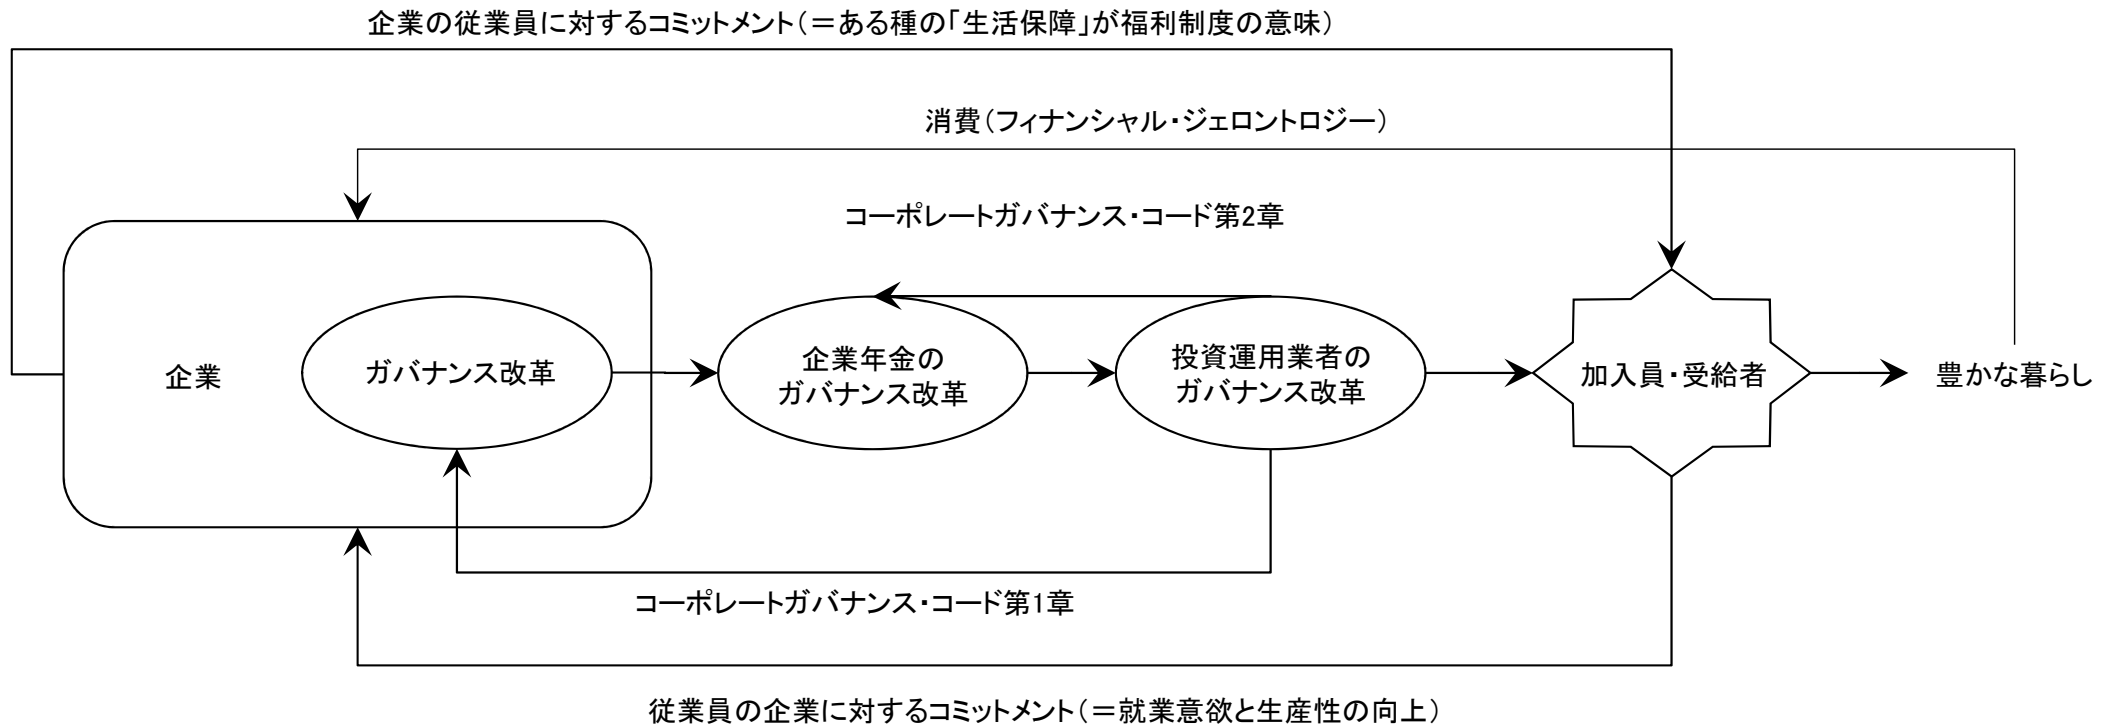 企業の従業員に対するコミットメント（＝ある種の「生活保障」が福利制度の意味）
消費（フィナンシャル・ジェロントロジー）
コーポレートガバナンス・コード第2章
企業
ガバナンス改革
企業年金の
ガバナンス改革
投資運用業者の
ガバナンス改革
加入員・受給者
豊かな暮らし
コーポレートガバナンス・コード第1章
従業員の企業に対するコミットメント（＝就業意欲と生産性の向上）